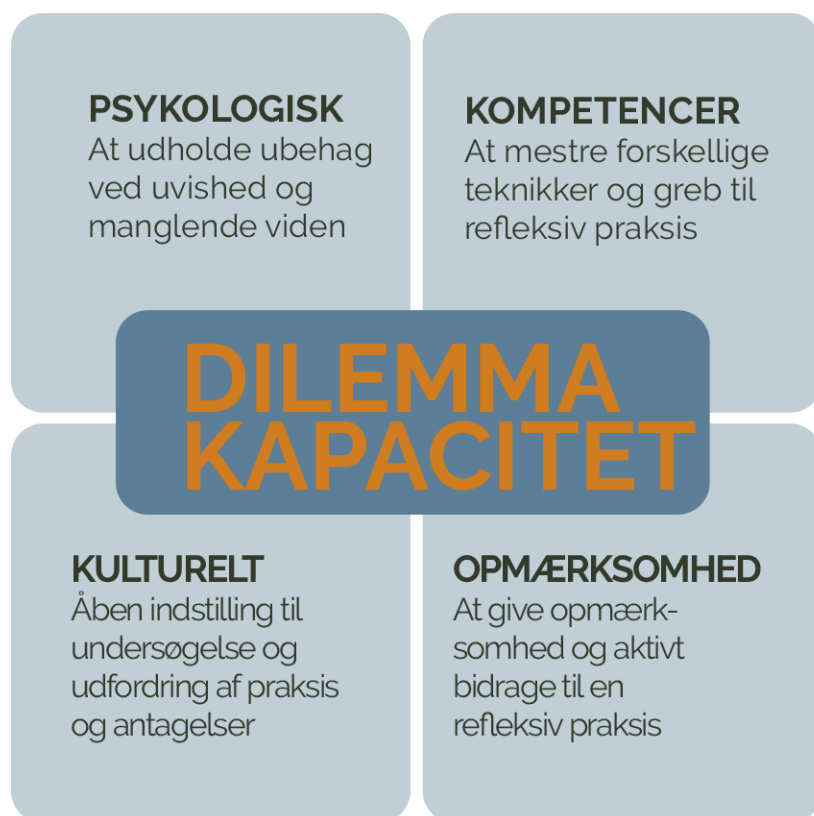 PSYKOLOGISK
At udholde ubehag
ved uvished og
manglende viden
KOMPETENCER
At mestre forskellige
teknikker og greb til
refleksiv praksis
DILEMMA
KAPACITET
KULTURELT
Åben indstilling til
undersøgelse og
udfordring af praksis
og antagelser
OPMÆRKSOMHED
At give opmærk-
somhed og aktivt
bidrage til en
refleksiv praksis